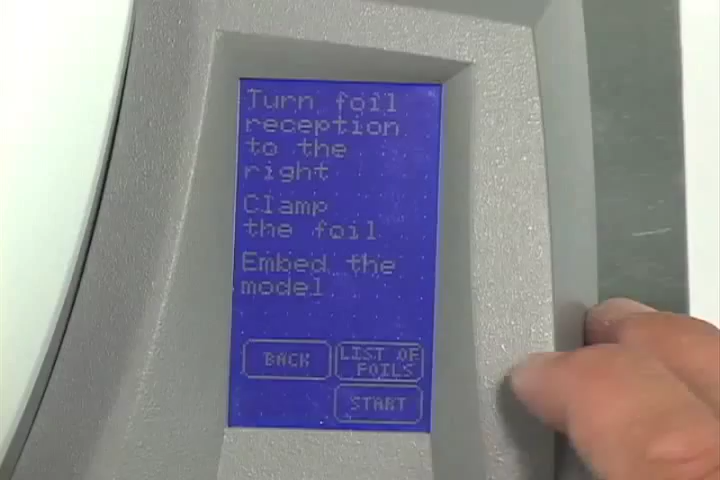 Turn foil
reception
to the
right
Clamp
the foil
Embed the
model
BACK
LIST OF
FOILS
START